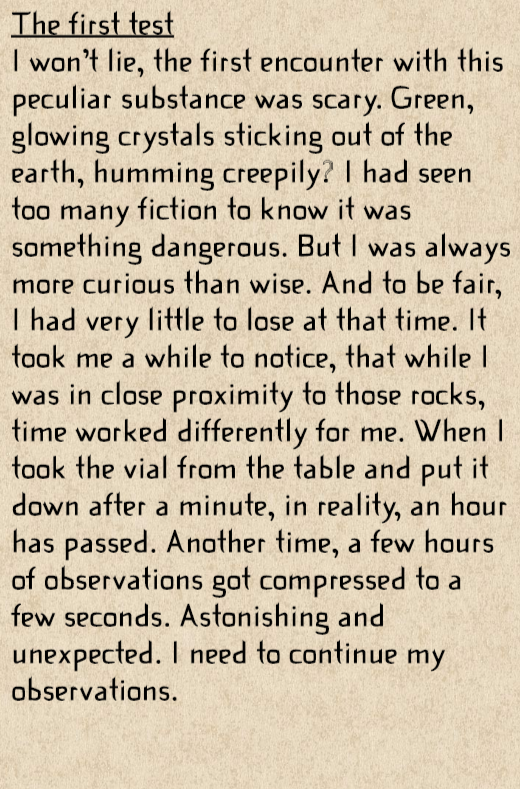 The first test
I won't lie, the first encounter with this
peculiar substance was scary. Green,
glowing crystals sticking out of the
earth, humming creepily? I had seen
too many fiction to know it was
something dangerous. But I was always
more curious than wise. And to be fair,
I had very little to lose at that time. It
took me a while to notice, that while I
was in close proximity to those rocks,
time worked differently for me. When I
took the vial from the table and put it
down after a minute, in reality, an hour
has passed. Another time, a few hours
of observations got compressed to a
few seconds. Astonishing and
unexpected. I need to continue my
observations.